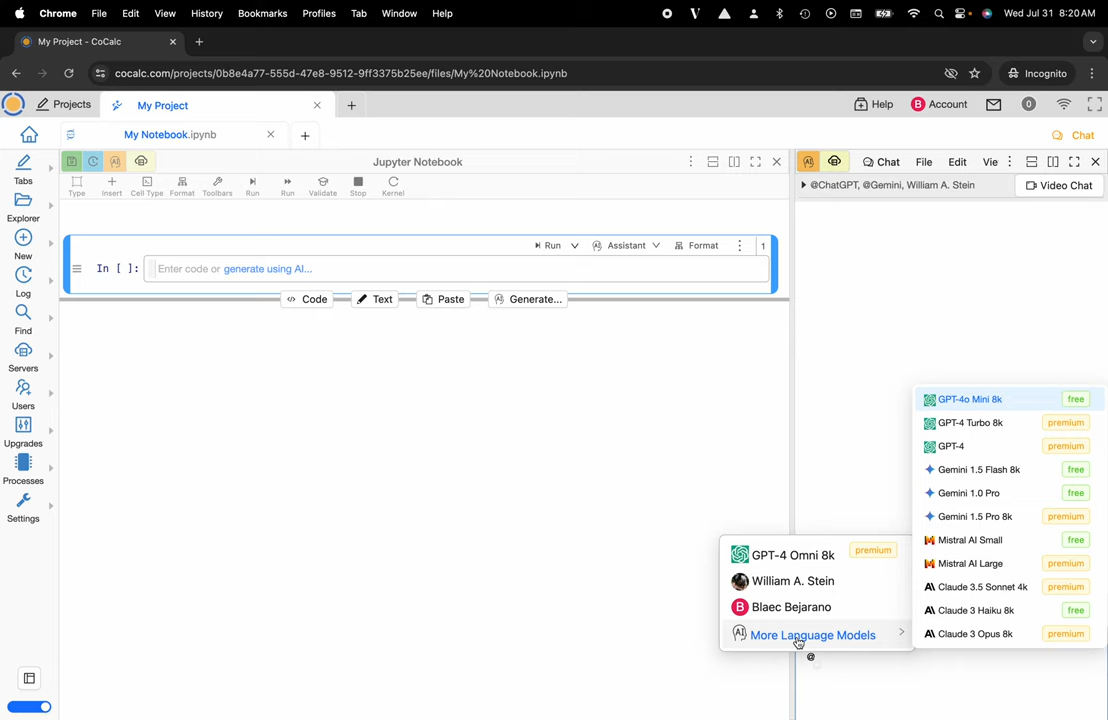 Chrome File Edit View History Bookmarks Profiles Tab Window Help Wed Jul 31 8:20 AM
My Project - CoCalc
cocalc.com/projects/0b8e4a77-555d-47e8-9512-9ff3375b25ee/files/My%20Notebook.ipynb Incognito
Projects My Project Help B Account 0
My Notebook.ipynb Chat
Jupyter Notebook
AI Chat File Edit Vie
Type Insert Cell Type Format Toolbars Run Run Validate Stop Kernel
@ChatGPT, @Gemini, William A. Stein Video Chat
Tabs
Explorer
New
Log
Find
Servers
Users
Upgrades
Processes
Settings
Run Assistant Format 1
In [ ]: Enter code or generate using AI...
Code Text Paste Generate...
GPT-4o Mini 8k free
GPT-4 Turbo 8k premium
GPT-4 premium
Gemini 1.5 Flash 8k free
Gemini 1.0 Pro free
Gemini 1.5 Pro 8k premium
Mistral AI Small free
Mistral AI Large premium
Claude 3.5 Sonnet 4k premium
Claude 3 Haiku 8k free
Claude 3 Opus 8k premium
GPT-4 Omni 8k premium
William A. Stein
B Blaec Bejarano
AI More Language Models
@